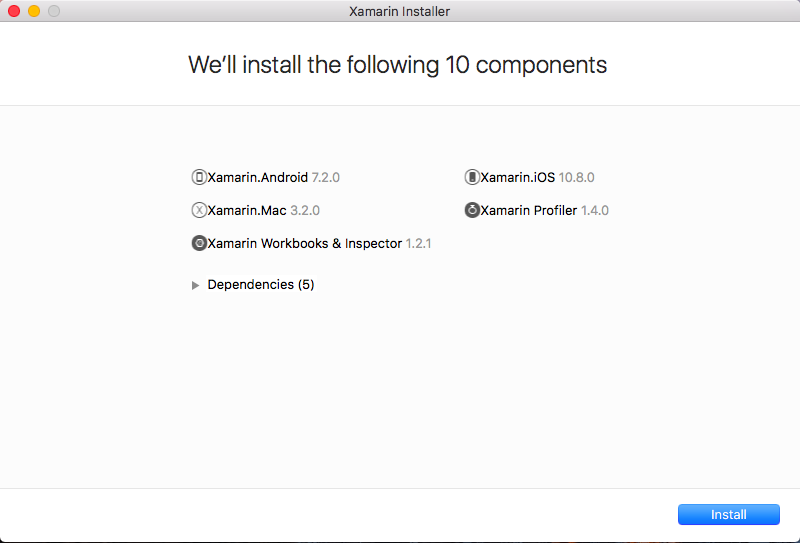 Xamarin Installer
We’ll install the following 10 components
Xamarin.Android 7.2.0
Xamarin.iOS 10.8.0
Xamarin.Mac 3.2.0
Xamarin Profiler 1.4.0
Xamarin Workbooks & Inspector 1.2.1
Dependencies (5)
Install